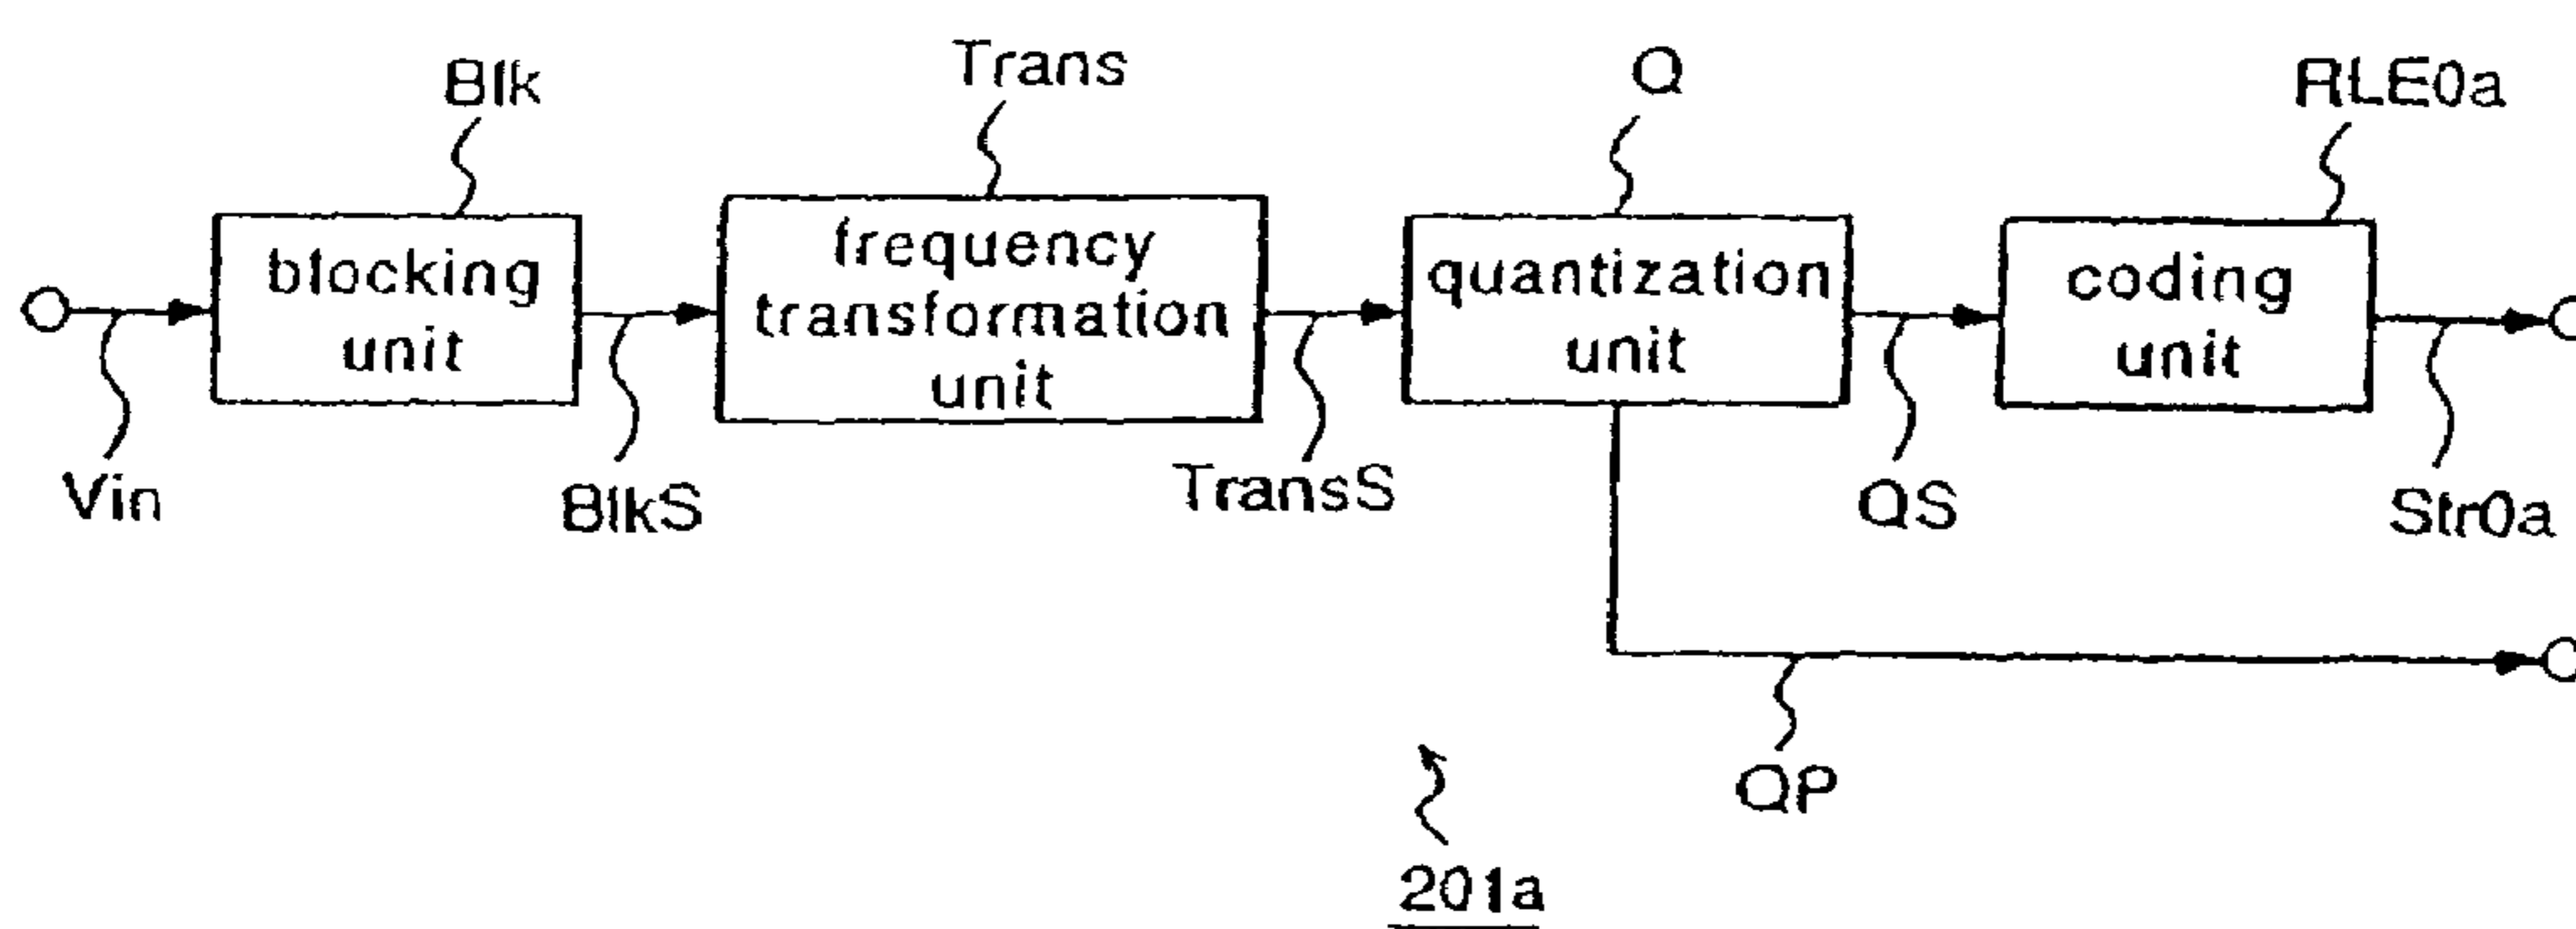 Blk
Trans
Q
RLE0a
blocking
unit
frequency
transformation
unit
quantization
unit
coding
unit
Vin
BlkS
TransS
QS
Str0a
QP
201a